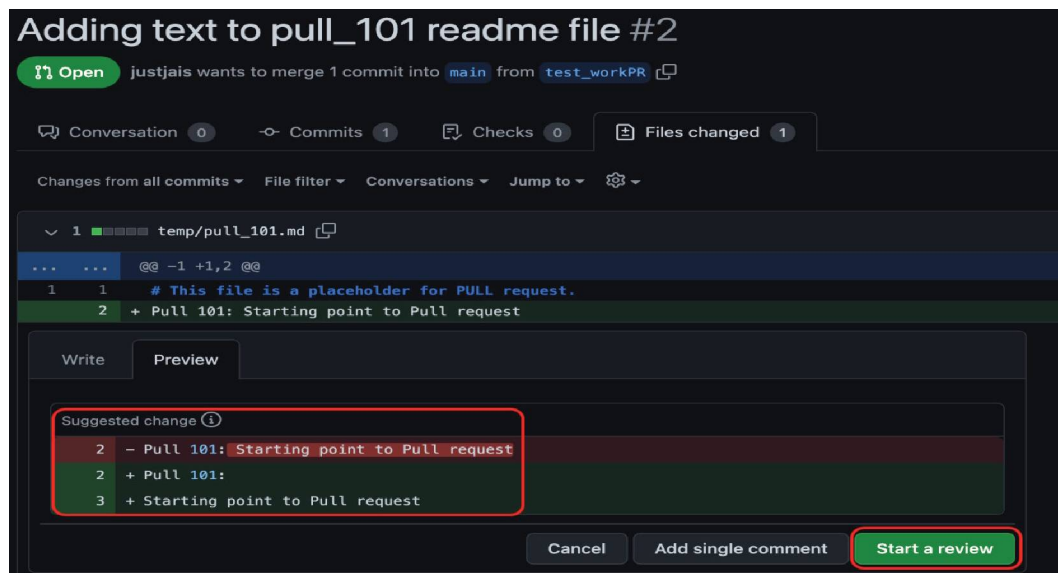 Adding text to pull_101 readme file #2
Open justjais wants to merge 1 commit into main from test_workPR
Conversation 0 Commits 1 Checks 0 Files changed 1
Changes from all commits File filter Conversations Jump to
1 temp/pull_101.md
... ... @@ -1 +1,2 @@
1 1 # This file is a placeholder for PULL request.
2 + Pull 101: Starting point to Pull request
Write Preview
Suggested change
2 - Pull 101: Starting point to Pull request
2 + Pull 101:
3 + Starting point to Pull request
Cancel Add single comment Start a review